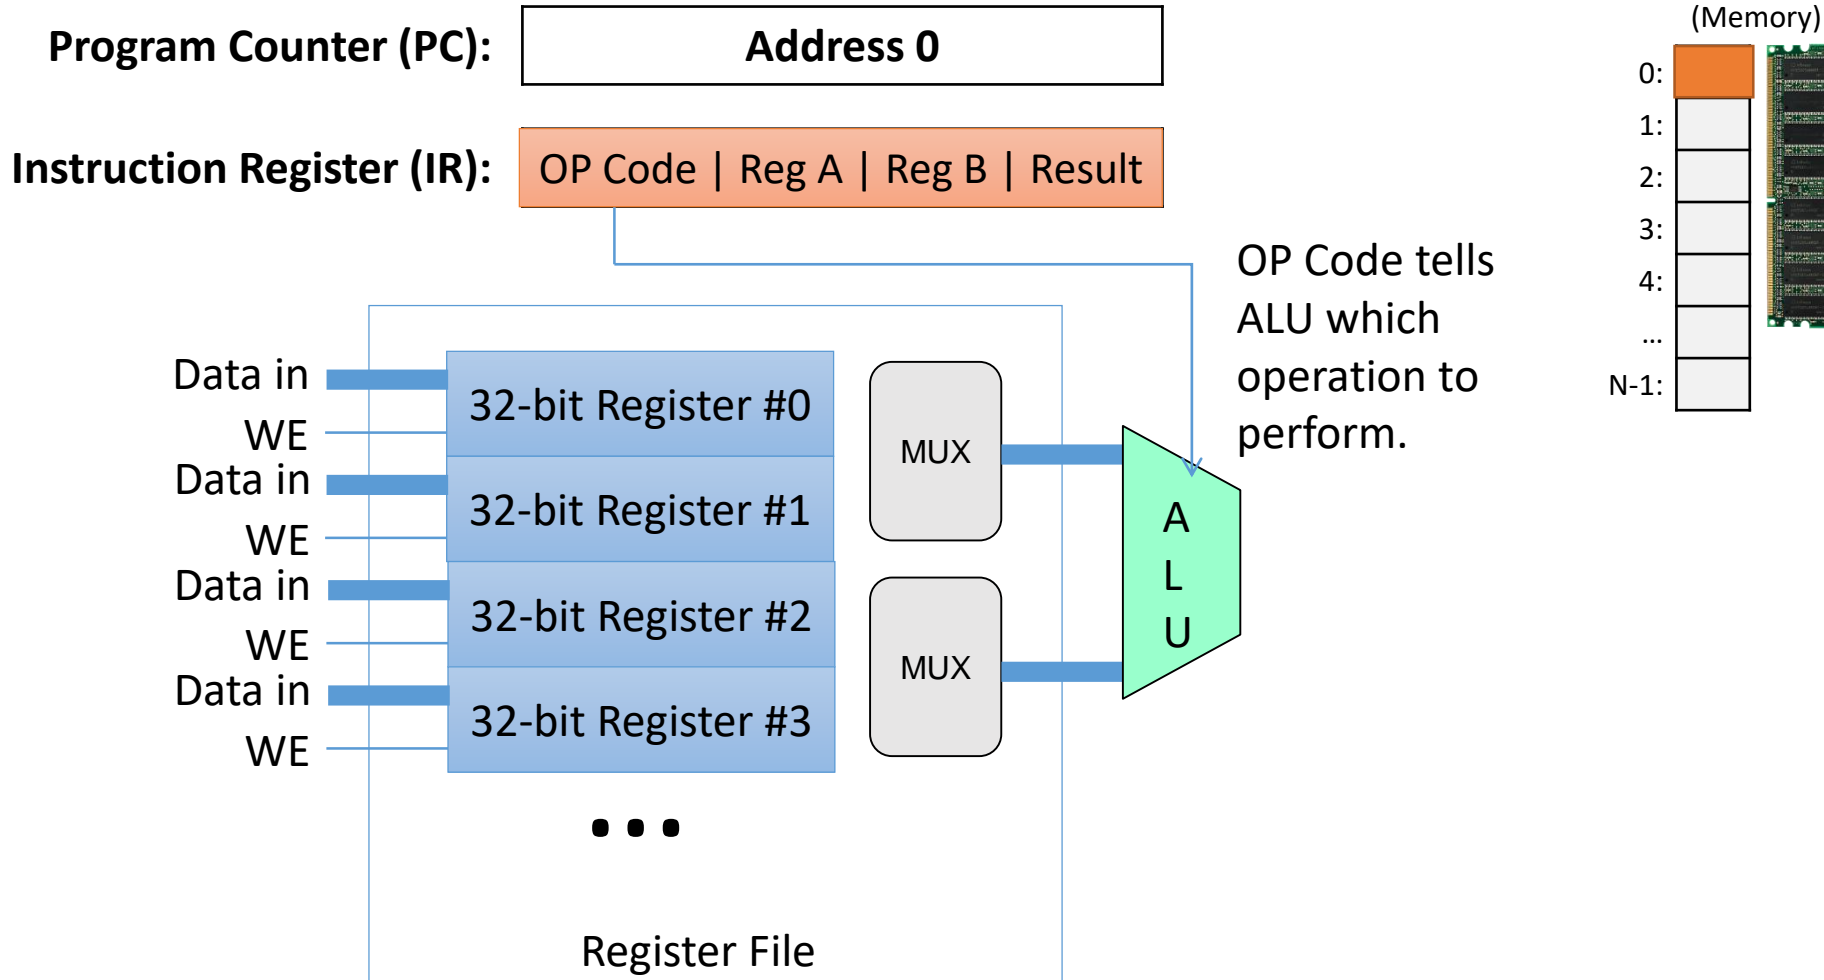 (Memory)
Program Counter (PC):
Address 0
Instruction Register (IR):
OP Code | Reg A | Reg B | Result
0:
1:
2:
3:
4:
...
N-1:
OP Code tells
ALU which
operation to
perform.
Data in
WE
32-bit Register #0
Data in
WE
32-bit Register #1
Data in
WE
32-bit Register #2
Data in
WE
32-bit Register #3
MUX
MUX
A
L
U
...
Register File